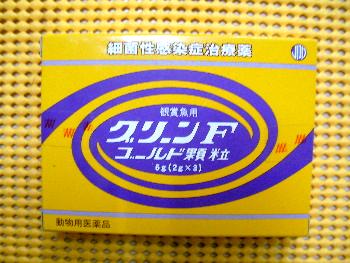 細菌性感染症治療薬
観賞魚用
グリーンF
ゴールド顆粒
5g(2g×3)
動物用医薬品